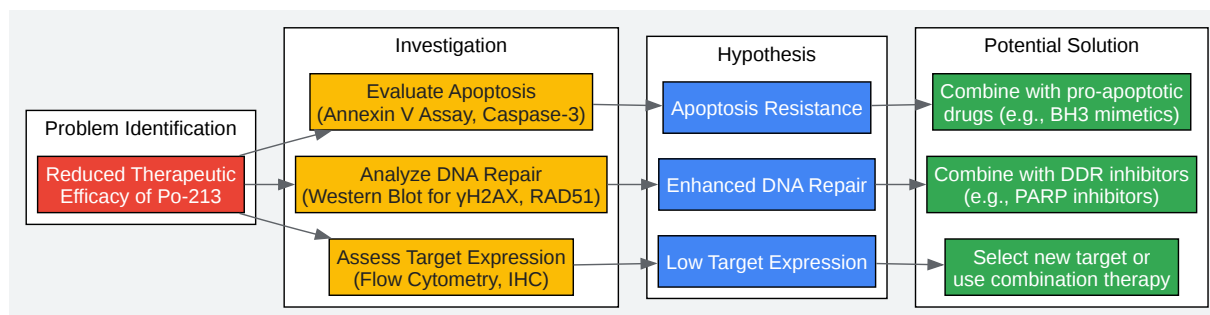 Problem Identification
Reduced Therapeutic
Efficacy of Po-213
Investigation
Evaluate Apoptosis
(Annexin V Assay, Caspase-3)
Analyze DNA Repair
(Western Blot for γH2AX, RAD51)
Assess Target Expression
(Flow Cytometry, IHC)
Hypothesis
Apoptosis Resistance
Enhanced DNA Repair
Low Target Expression
Potential Solution
Combine with pro-apoptotic
drugs (e.g., BH3 mimetics)
Combine with DDR inhibitors
(e.g., PARP inhibitors)
Select new target or
use combination therapy